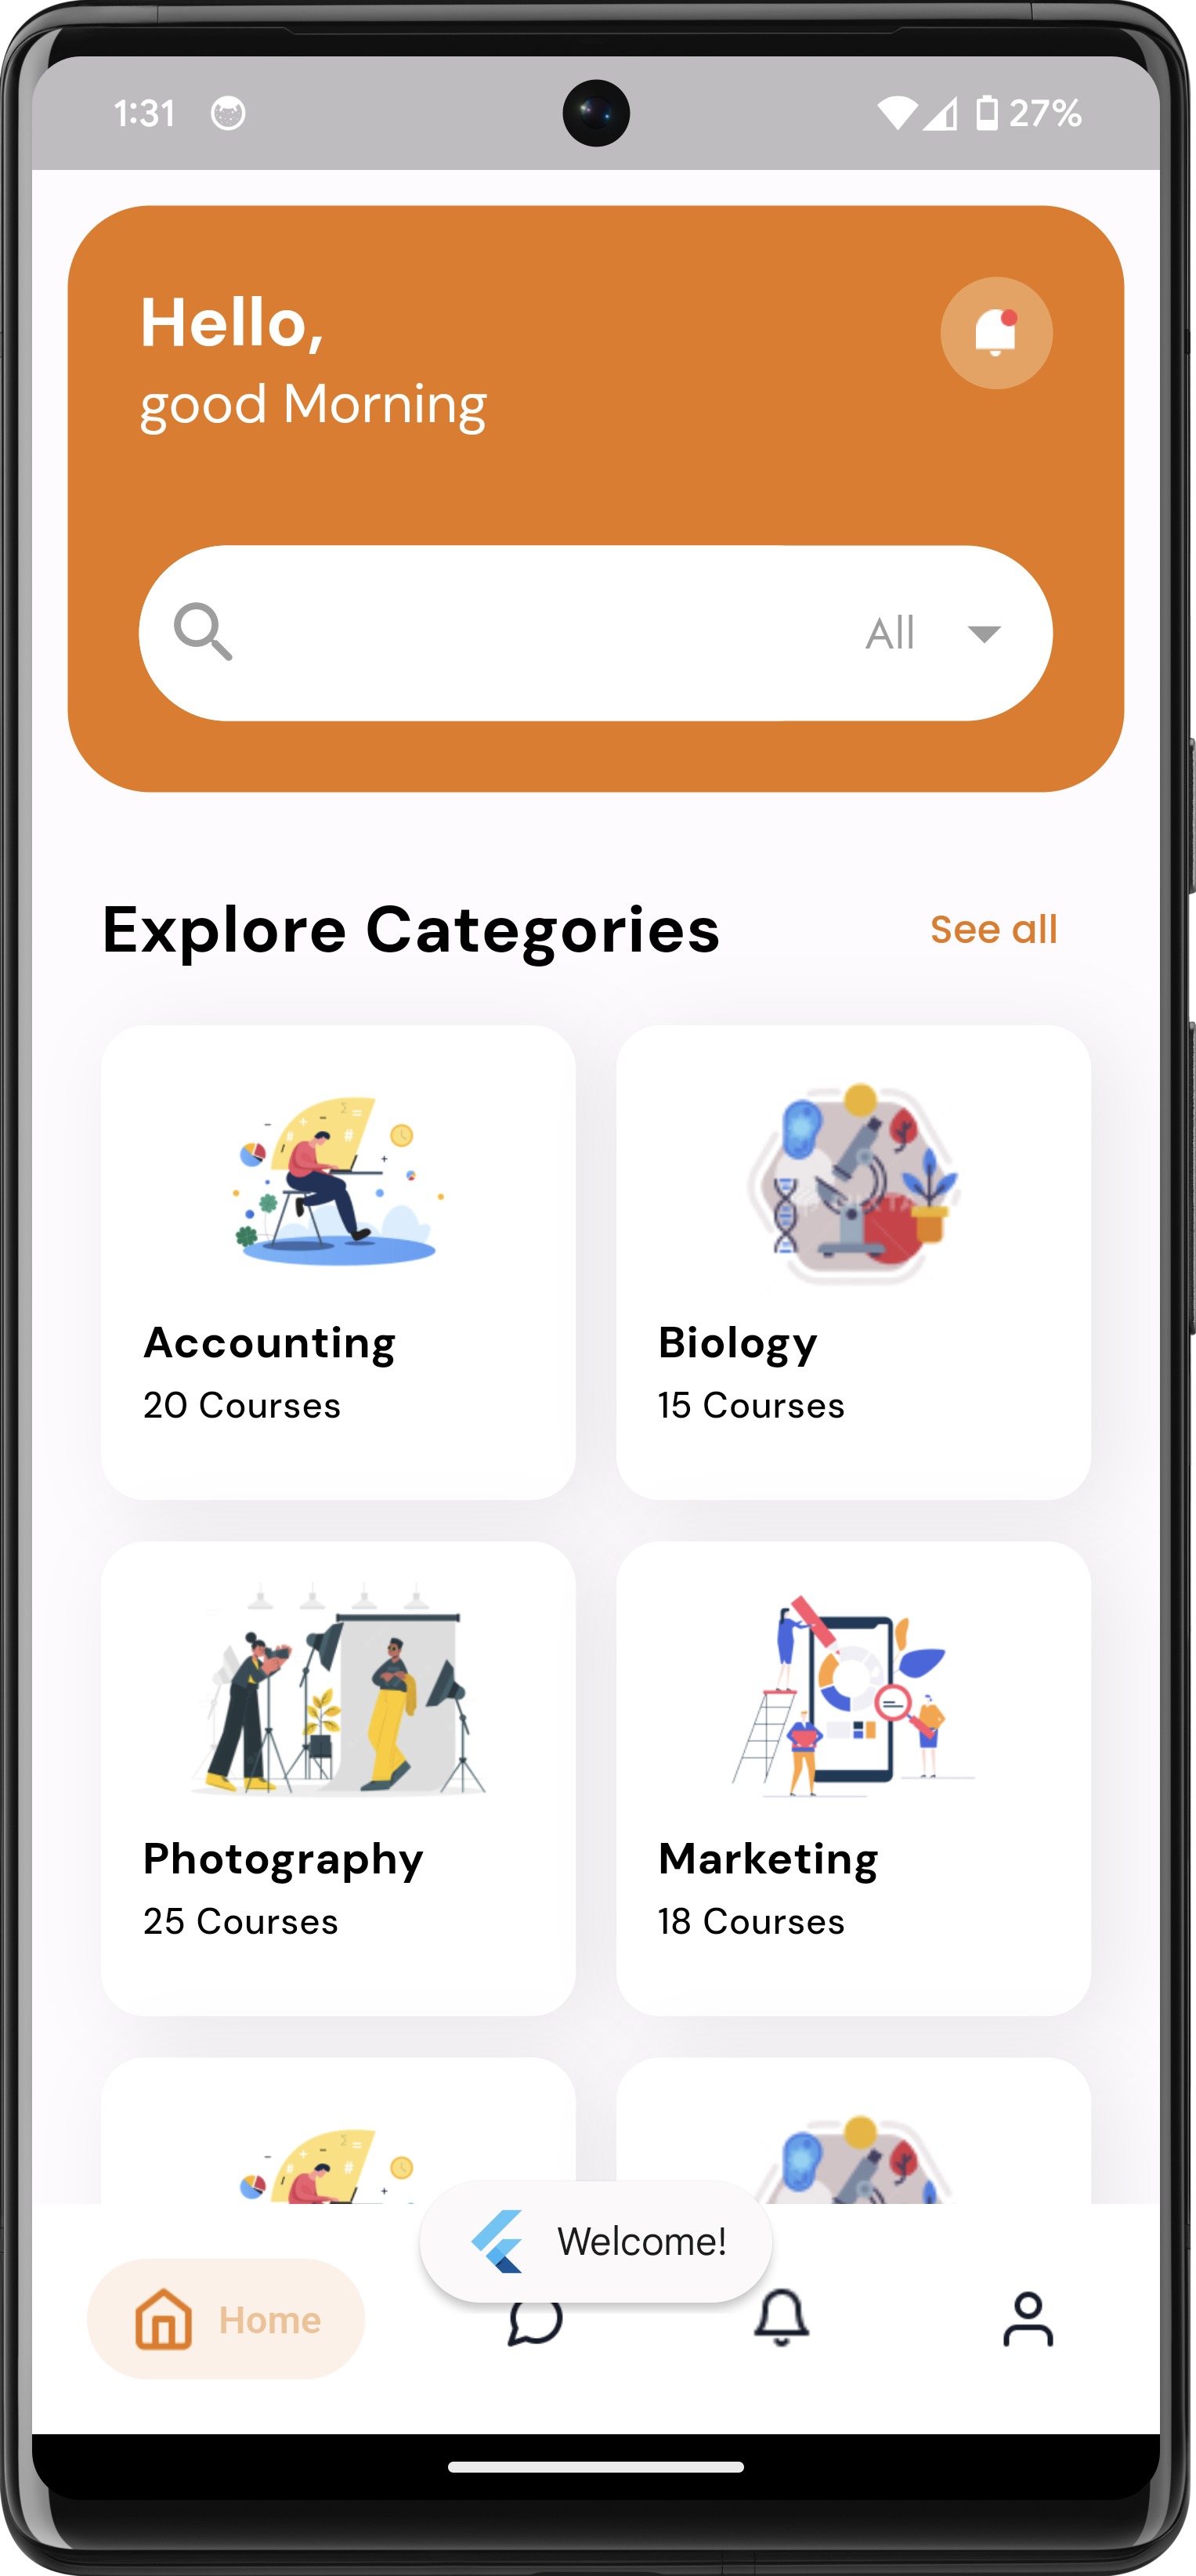 1:31 27%
Hello,
good Morning
All
Explore Categories See all
Accounting
20 Courses
Biology
15 Courses
Photography
25 Courses
Marketing
18 Courses
Welcome!
Home